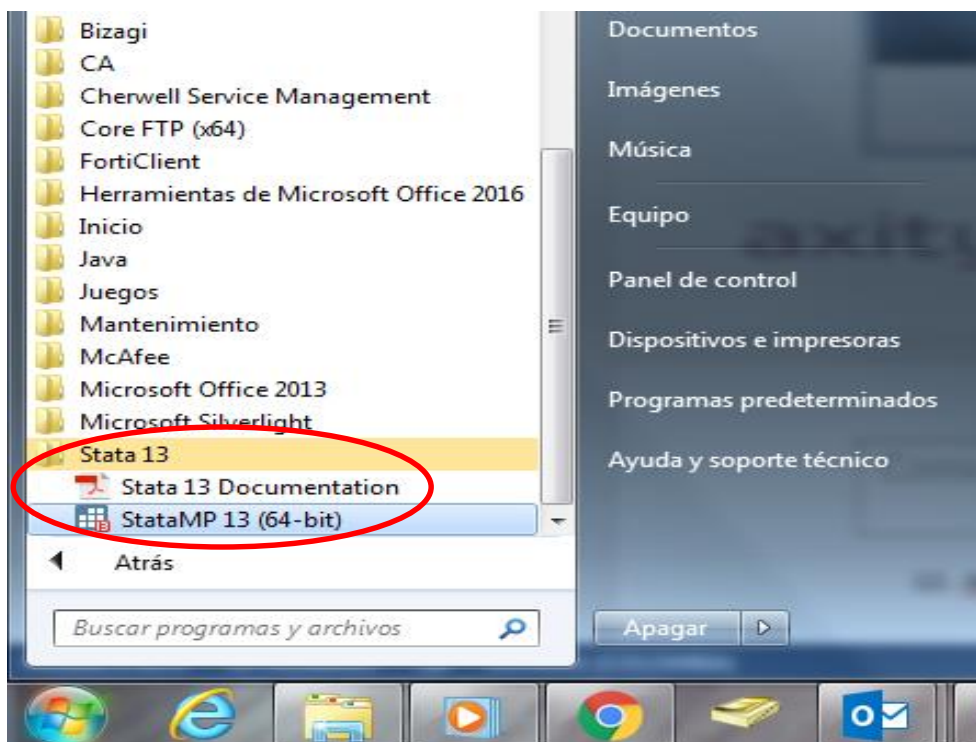 Bizagi
CA
Cherwell Service Management
Core FTP (x64)
FortiClient
Herramientas de Microsoft Office 2016
Inicio
Java
Juegos
Mantenimiento
McAfee
Microsoft Office 2013
Microsoft Silverlight
Stata 13
Stata 13 Documentation
StataMP 13 (64-bit)
Atrás
Buscar programas y archivos
Documentos
Imágenes
Música
Equipo
Panel de control
Dispositivos e impresoras
Programas predeterminados
Ayuda y soporte técnico
Apagar
axity